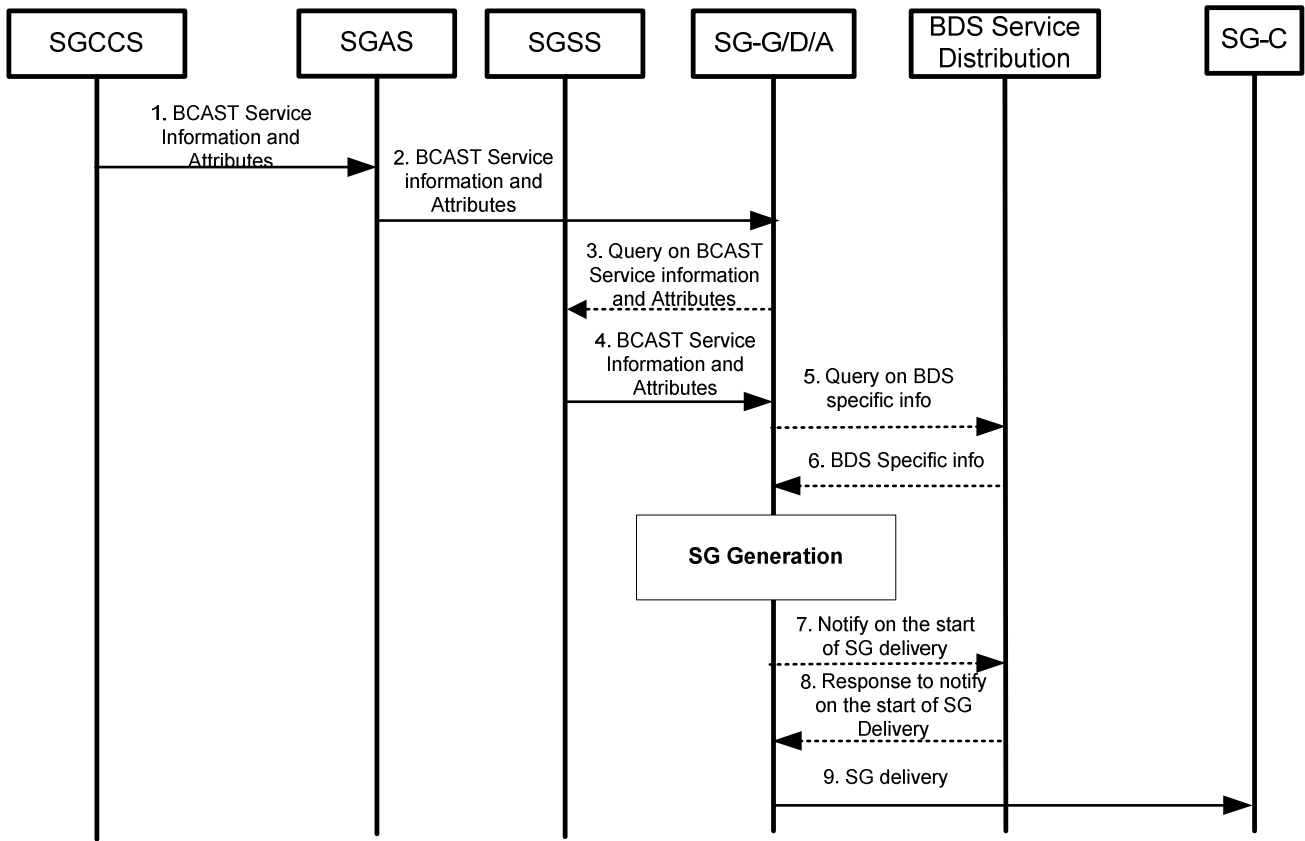 SGCCS
SGAS
SGSS
SG-G/D/A
BDS Service
Distribution
SG-C
1. BCAST Service
Information and
Attributes
2. BCAST Service
information and
Attributes
3. Query on BCAST
Service information
and Attributes
4. BCAST Service
Information and
Attributes
5. Query on BDS
specific info
6. BDS Specific info
SG Generation
7. Notify on the start
of SG delivery
8. Response to notify
on the start of SG
Delivery
9. SG delivery